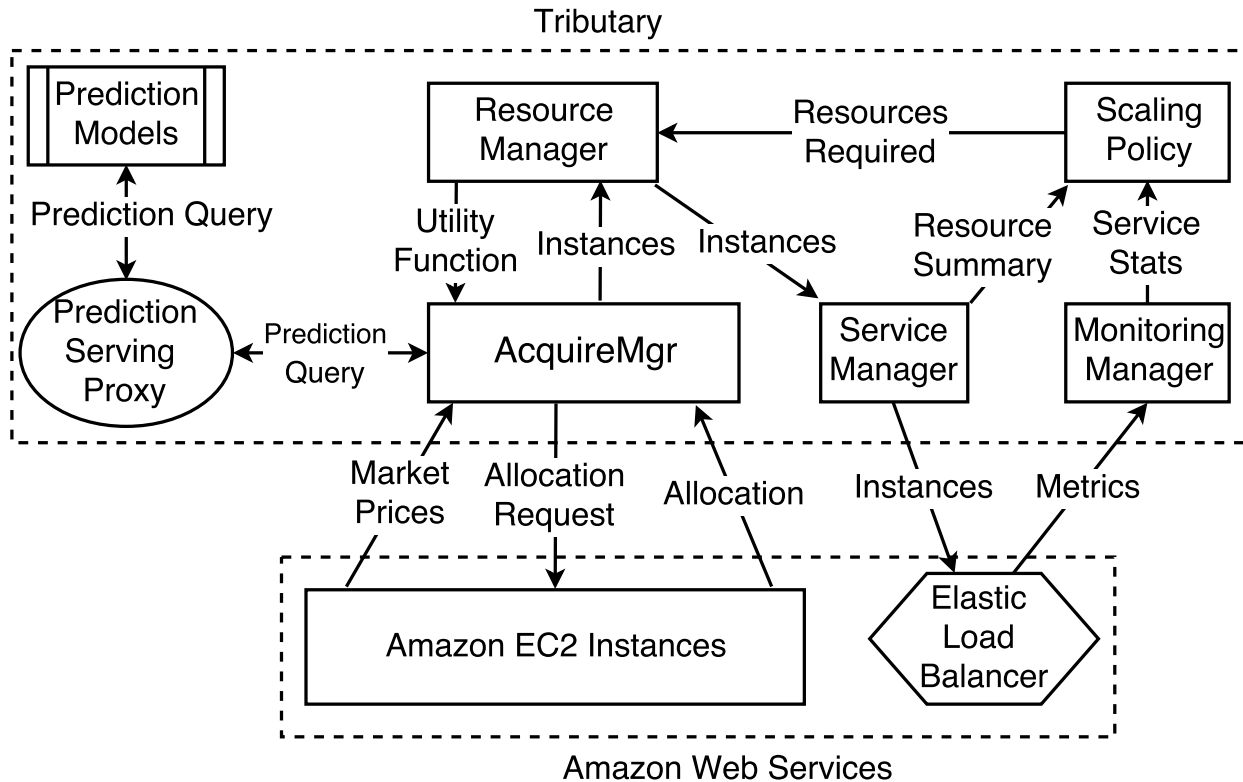 Tributary
Prediction
Models
Resource
Manager
Resources
Required
Scaling
Policy
Prediction Query
Utility
Function
Instances
Instances
Resource
Summary
Service
Stats
Prediction
Serving
Proxy
Prediction
Query
AcquireMgr
Service
Manager
Monitoring
Manager
Market
Prices
Allocation
Request
Allocation
Instances
Metrics
Amazon EC2 Instances
Elastic
Load
Balancer
Amazon Web Services